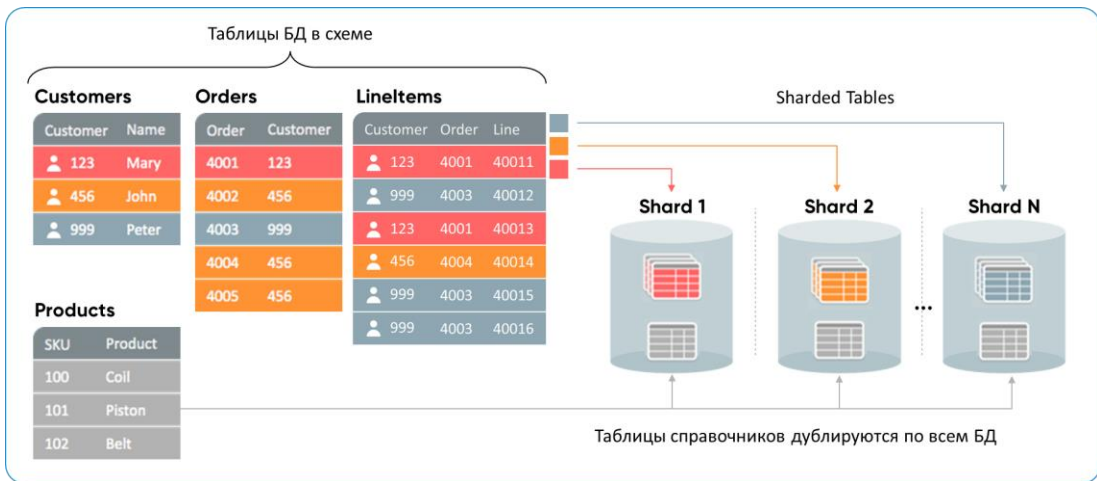 Таблицы БД в схеме
Customers
Customer Name
123 Mary
456 John
999 Peter
Orders
Order Customer
4001 123
4002 456
4003 999
4004 456
4005 456
LineItems
Customer Order Line
123 4001 40011
999 4003 40012
123 4001 40013
456 4004 40014
999 4003 40015
999 4003 40016
Products
SKU Product
100 Coil
101 Piston
102 Belt
Sharded Tables
Shard 1
Shard 2
Shard N
...
Таблицы справочников дублируются по всем БД